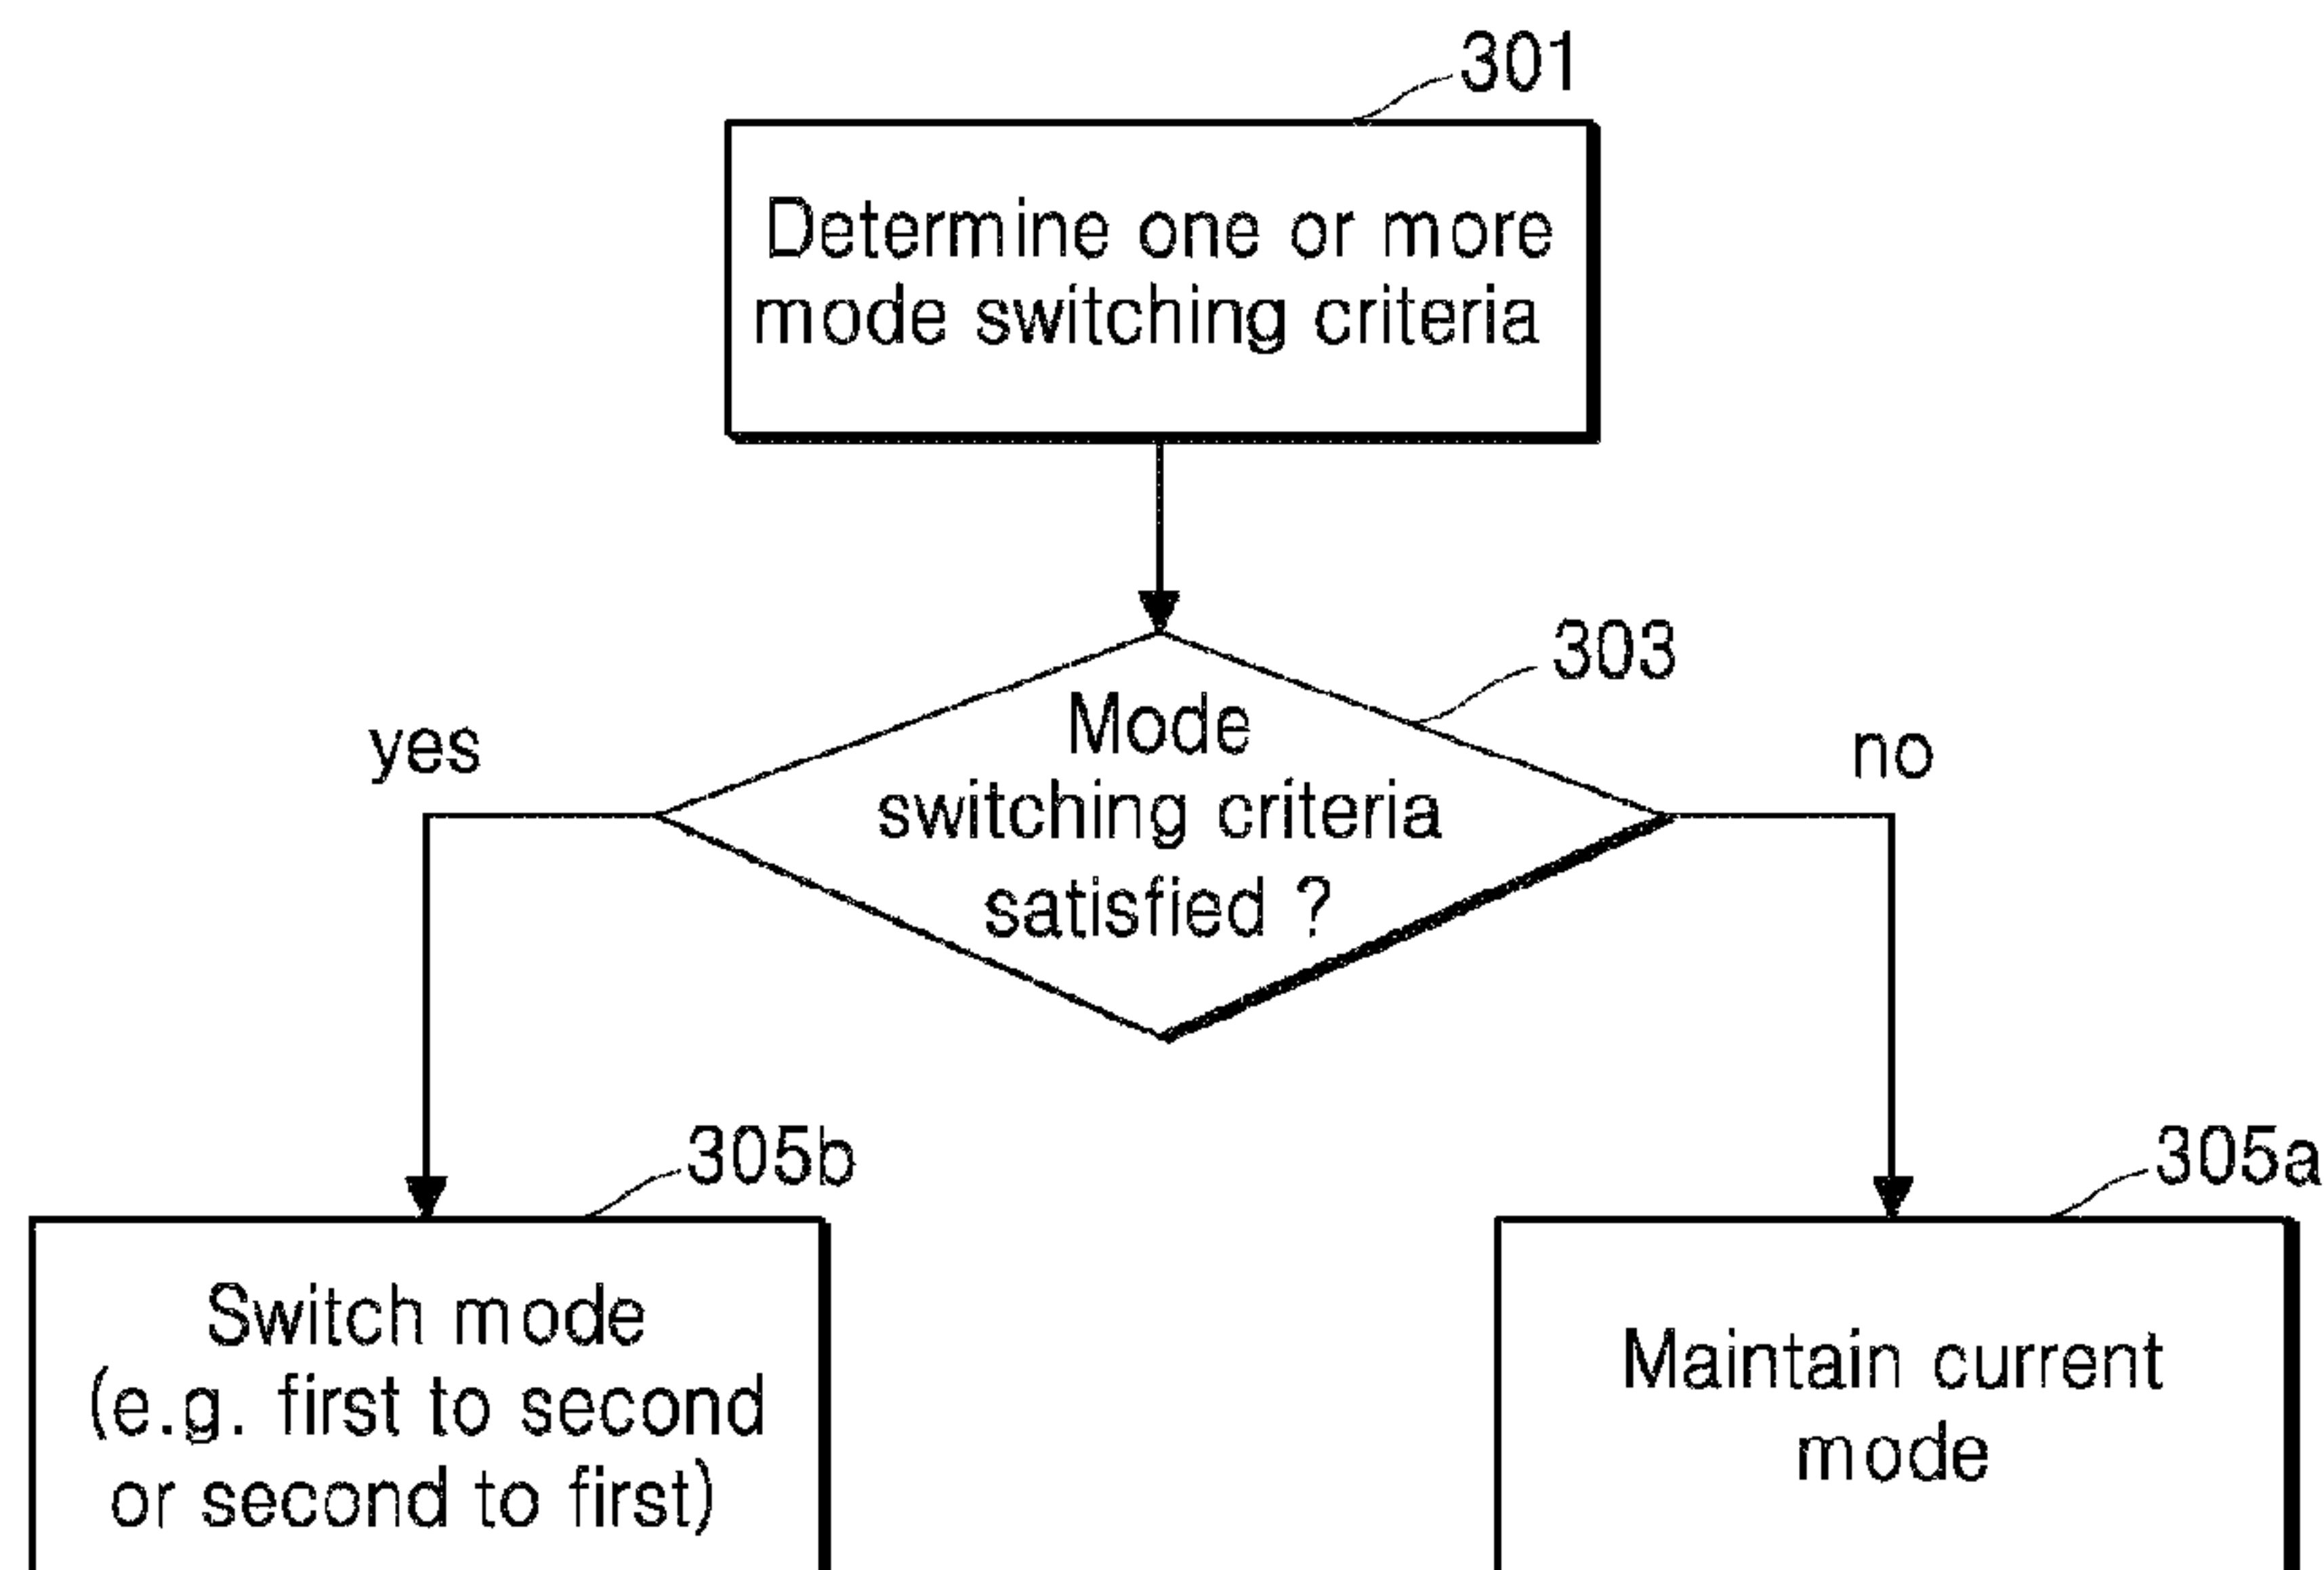 301
Determine one or more
mode switching criteria
303
Mode
switching criteria
satisfied ?
yes
no
305b
Switch mode
(e.g. first to second
or second to first)
305a
Maintain current
mode